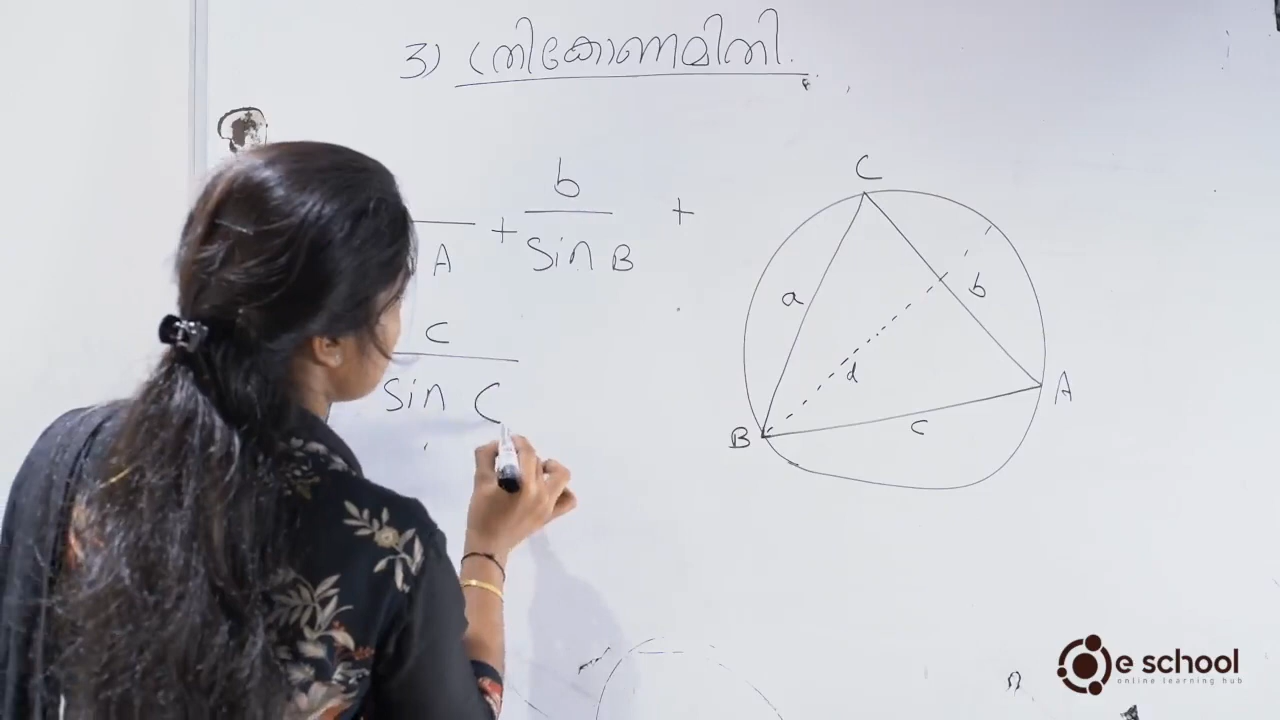 3) ത്രികോണമിതി.
b
+ ─ +
A sin B
c
sin C
C
a b
d
B c A
e school
online learning hub